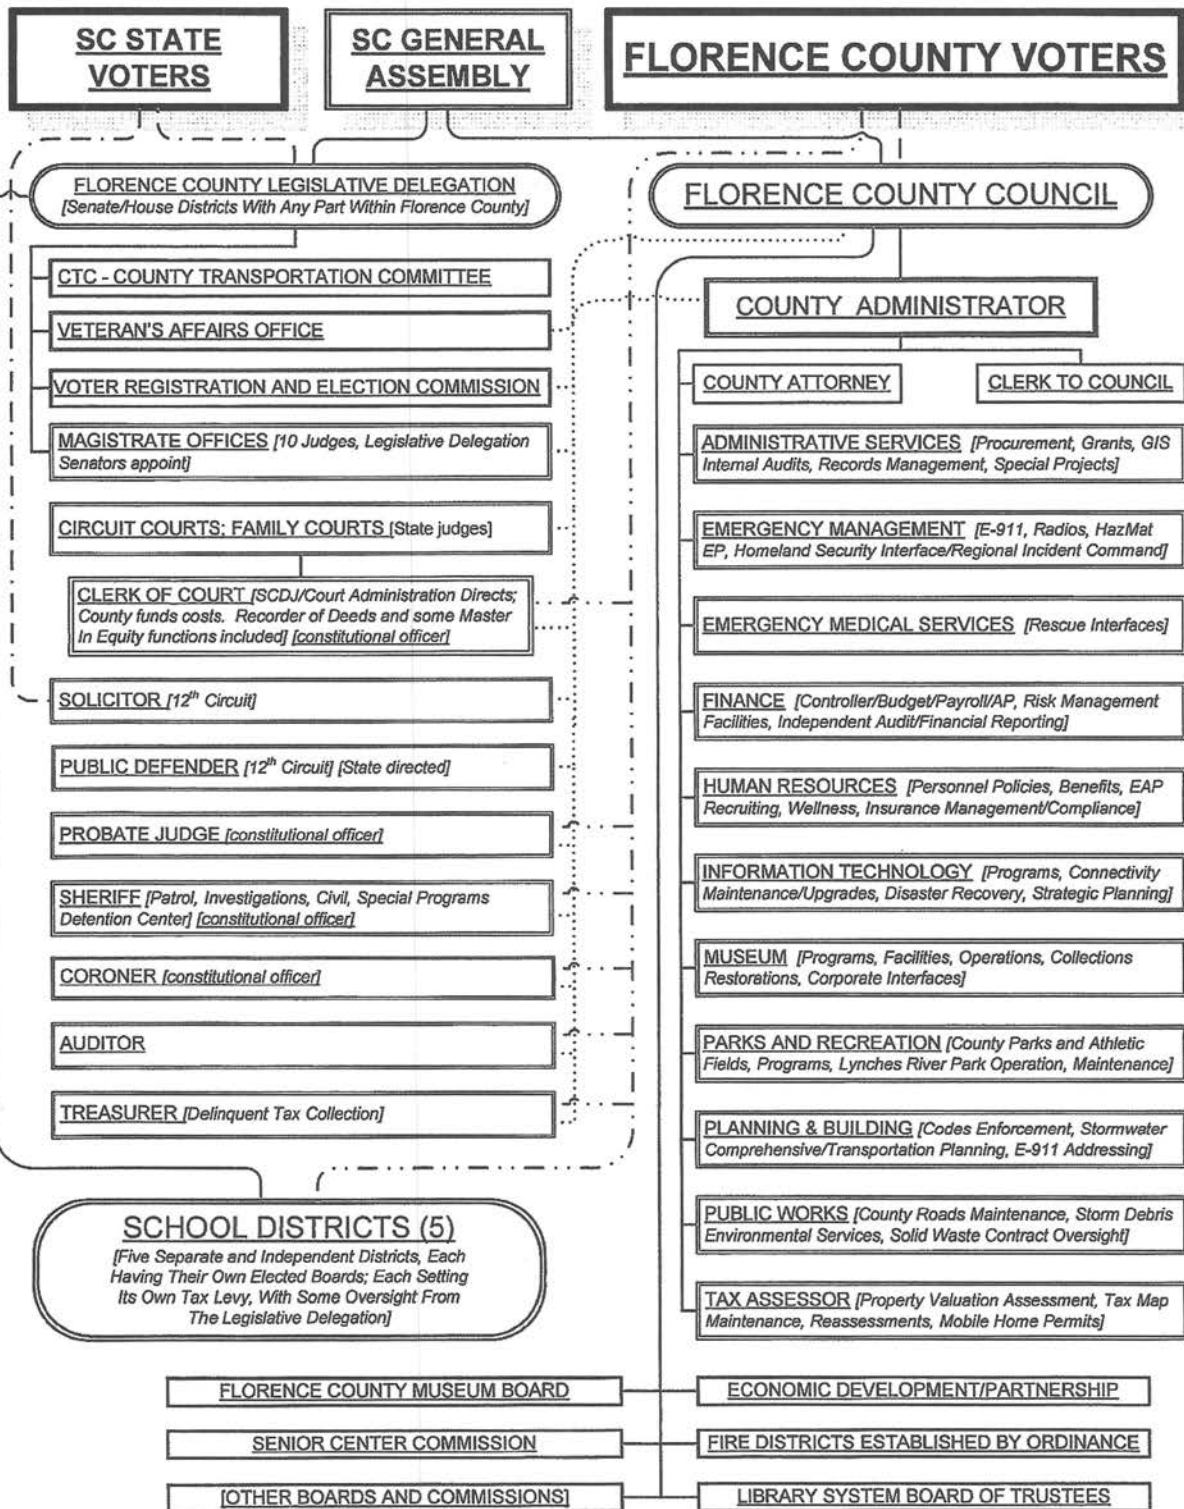 SC STATE
VOTERS
SC GENERAL
ASSEMBLY
FLORENCE COUNTY VOTERS
FLORENCE COUNTY LEGISLATIVE DELEGATION
[Senate/House Districts With Any Part Within Florence County]
FLORENCE COUNTY COUNCIL
CTC - COUNTY TRANSPORTATION COMMITTEE
VETERAN'S AFFAIRS OFFICE
VOTER REGISTRATION AND ELECTION COMMISSION
MAGISTRATE OFFICES [10 Judges, Legislative Delegation
Senators appoint]
CIRCUIT COURTS; FAMILY COURTS [State judges]
CLERK OF COURT [SCDJ/Court Administration Directs;
County funds costs. Recorder of Deeds and some Master
In Equity functions included] [constitutional officer]
SOLICITOR [12th Circuit]
PUBLIC DEFENDER [12th Circuit] [State directed]
PROBATE JUDGE [constitutional officer]
SHERIFF [Patrol, Investigations, Civil, Special Programs
Detention Center] [constitutional officer]
CORONER [constitutional officer]
AUDITOR
TREASURER [Delinquent Tax Collection]
SCHOOL DISTRICTS (5)
[Five Separate and Independent Districts, Each
Having Their Own Elected Boards; Each Setting
Its Own Tax Levy, With Some Oversight From
The Legislative Delegation]
COUNTY ADMINISTRATOR
COUNTY ATTORNEY
CLERK TO COUNCIL
ADMINISTRATIVE SERVICES [Procurement, Grants, GIS
Internal Audits, Records Management, Special Projects]
EMERGENCY MANAGEMENT [E-911, Radios, HazMat
EP, Homeland Security Interface/Regional Incident Command]
EMERGENCY MEDICAL SERVICES [Rescue Interfaces]
FINANCE [Controller/Budget/Payroll/AP, Risk Management
Facilities, Independent Audit/Financial Reporting]
HUMAN RESOURCES [Personnel Policies, Benefits, EAP
Recruiting, Wellness, Insurance Management/Compliance]
INFORMATION TECHNOLOGY [Programs, Connectivity
Maintenance/Upgrades, Disaster Recovery, Strategic Planning]
MUSEUM [Programs, Facilities, Operations, Collections
Restorations, Corporate Interfaces]
PARKS AND RECREATION [County Parks and Athletic
Fields, Programs, Lynches River Park Operation, Maintenance]
PLANNING & BUILDING [Codes Enforcement, Stormwater
Comprehensive/Transportation Planning, E-911 Addressing]
PUBLIC WORKS [County Roads Maintenance, Storm Debris
Environmental Services, Solid Waste Contract Oversight]
TAX ASSESSOR [Property Valuation Assessment, Tax Map
Maintenance, Reassessments, Mobile Home Permits]
FLORENCE COUNTY MUSEUM BOARD
ECONOMIC DEVELOPMENT/PARTNERSHIP
SENIOR CENTER COMMISSION
FIRE DISTRICTS ESTABLISHED BY ORDINANCE
[OTHER BOARDS AND COMMISSIONS]
LIBRARY SYSTEM BOARD OF TRUSTEES